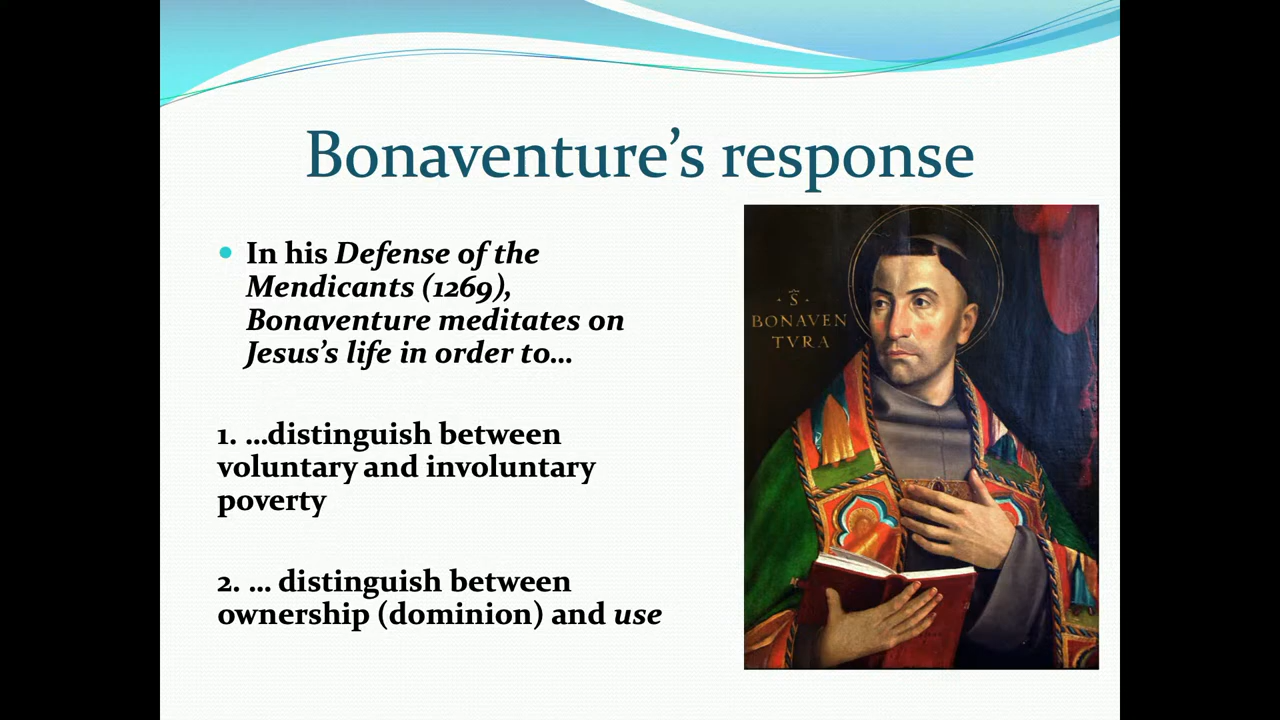 Bonaventure’s response
In his Defense of the
Mendicants (1269),
Bonaventure meditates on
Jesus’s life in order to…
1. …distinguish between
voluntary and involuntary
poverty
2. … distinguish between
ownership (dominion) and use
· S̃ ·
BONAVEN
TVRA